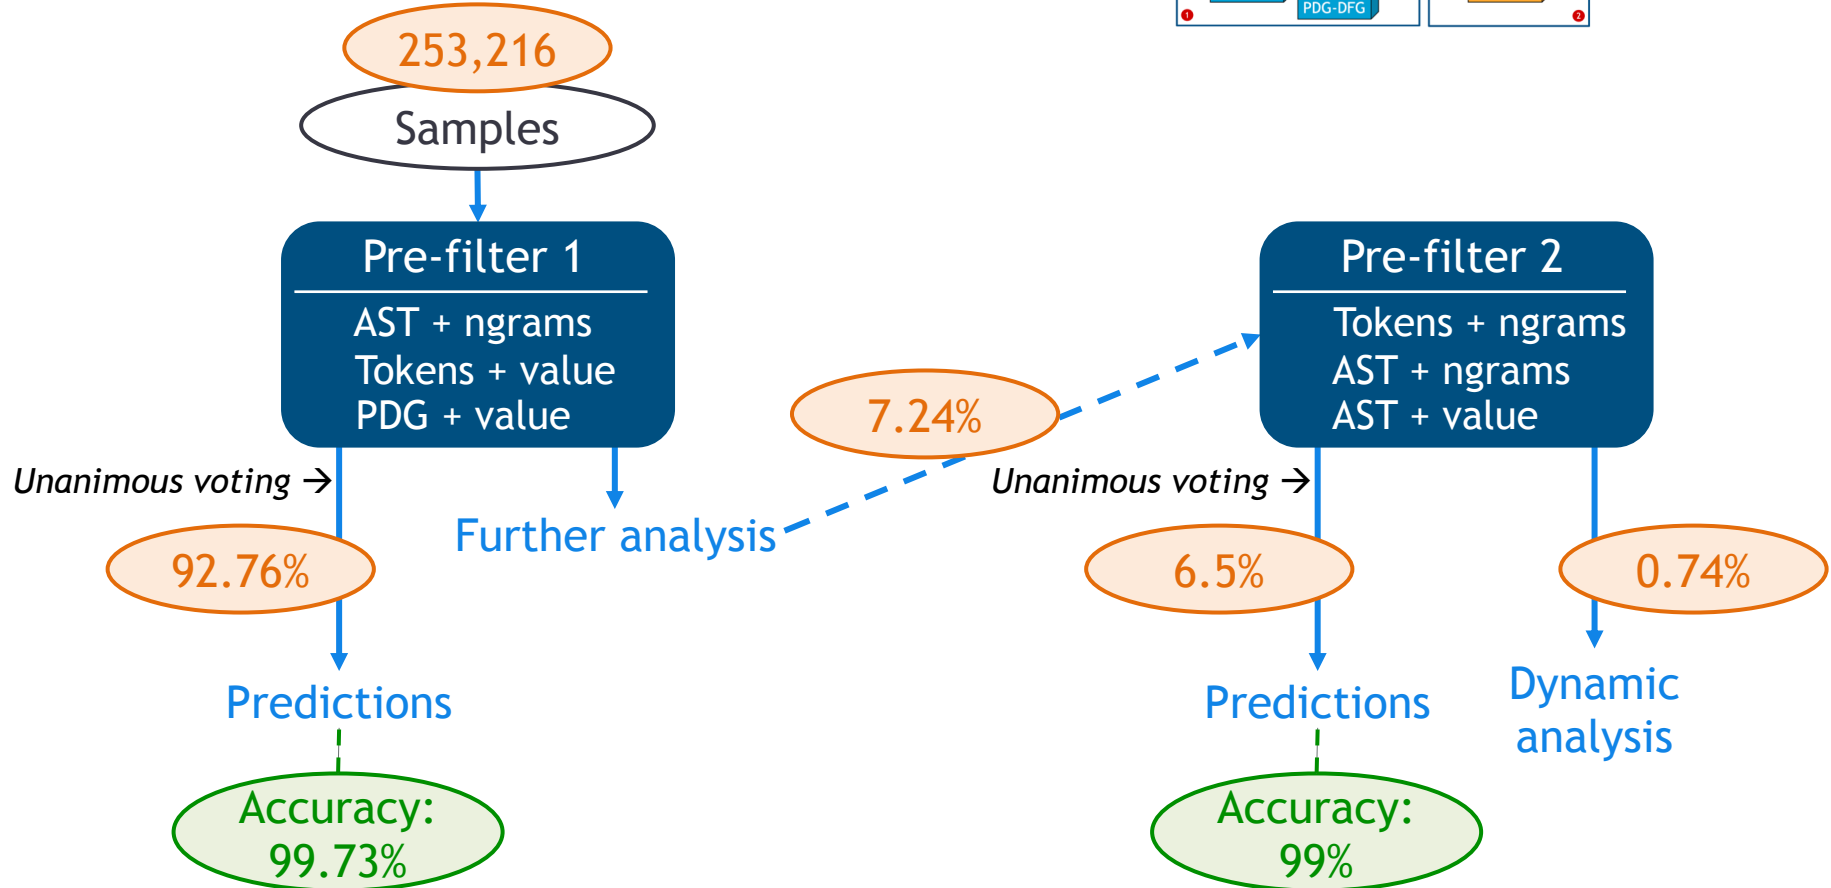 PDG-DFG
1
2
253,216
Samples
Pre-filter 1
AST + ngrams
Tokens + value
PDG + value
Unanimous voting →
92.76%
Predictions
Accuracy:
99.73%
Further analysis
7.24%
Pre-filter 2
Tokens + ngrams
AST + ngrams
AST + value
Unanimous voting →
6.5%
Predictions
Accuracy:
99%
0.74%
Dynamic
analysis